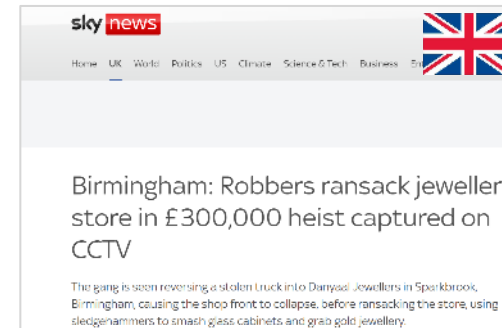 sky news
Home UK World Politics US Climate Science & Tech Business
Birmingham: Robbers ransack jeweller
store in £300,000 heist captured on
CCTV
The gang is seen reversing a stolen truck into Danyaal Jewellers in Sparkbrook,
Birmingham, causing the shop front to collapse, before ransacking the store, using
sledgehammers to smash glass cabinets and grab gold jewellery.